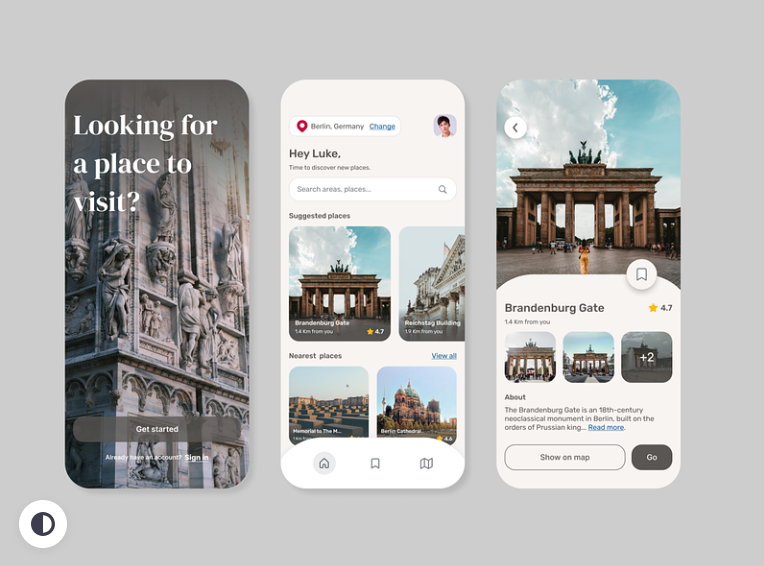 Looking for
a place to
visit?
Get started
Already have an account? Sign in
Berlin, Germany Change
Hey Luke,
Time to discover new places.
Search areas, places...
Suggested places
Brandenburg Gate
1.4 Km from you
4.7
Reichstag Building
1.9 Km from you
Nearest places
View all
Memorial to The M...
Berlin Cathedral
4.6
Brandenburg Gate
4.7
1.4 Km from you
+2
About
The Brandenburg Gate is an 18th-century
neoclassical monument in Berlin, built on the
orders of Prussian king... Read more.
Show on map
Go